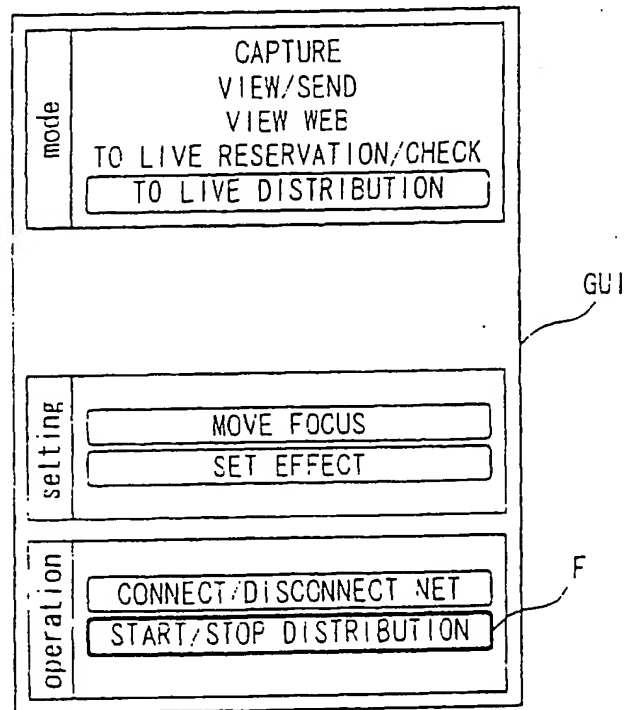 mode
CAPTURE
VIEW/SEND
VIEW WEB
TO LIVE RESERVATION/CHECK
TO LIVE DISTRIBUTION
GUI
setting
MOVE FOCUS
SET EFFECT
operation
CONNECT/DISCONNECT NET
START/STOP DISTRIBUTION
F